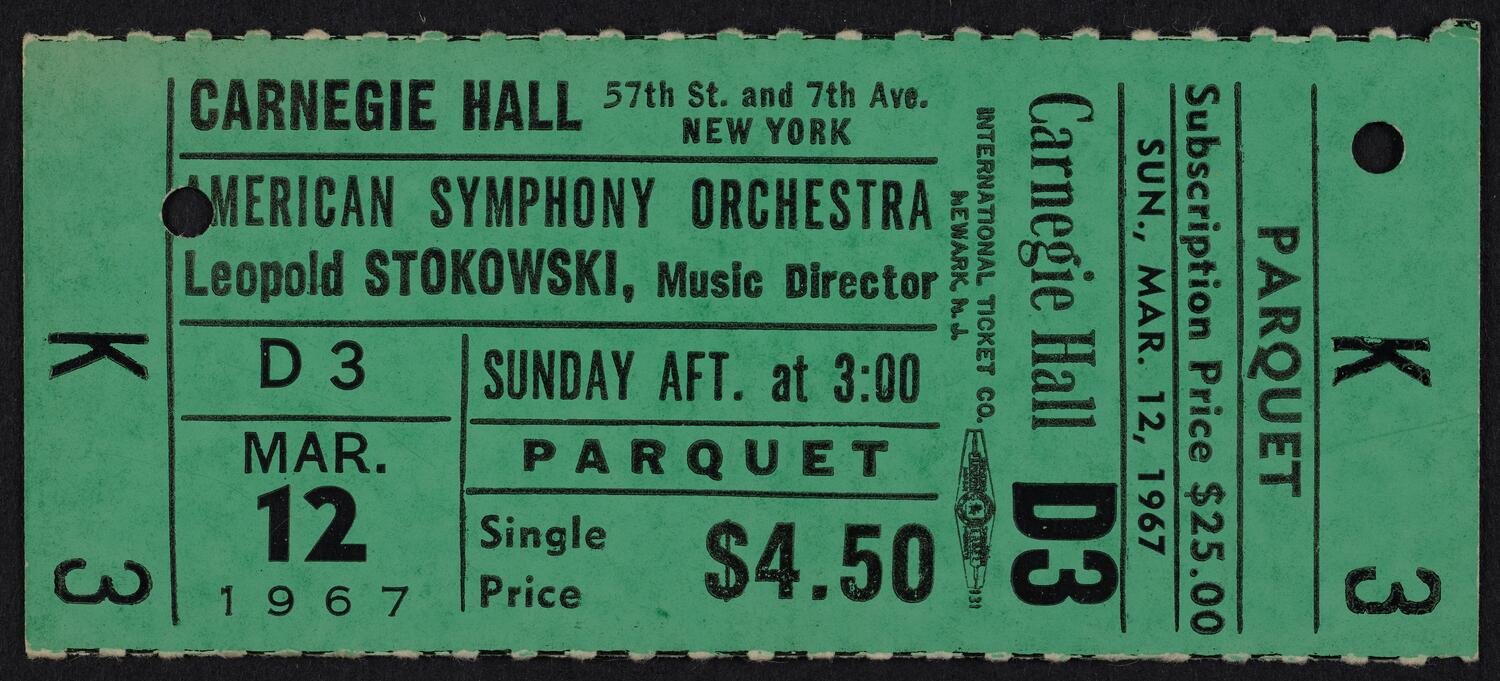 K 3
CARNEGIE HALL 57th St. and 7th Ave.
NEW YORK
AMERICAN SYMPHONY ORCHESTRA
Leopold STOKOWSKI, Music Director
D 3
MAR.
12
1967
SUNDAY AFT. at 3:00
PARQUET
Single
Price
$4.50
INTERNATIONAL TICKET CO. 131
NEWARK, N.J.
Carnegie Hall D3
SUN., MAR. 12, 1967
Subscription Price $25.00
PARQUET
K 3